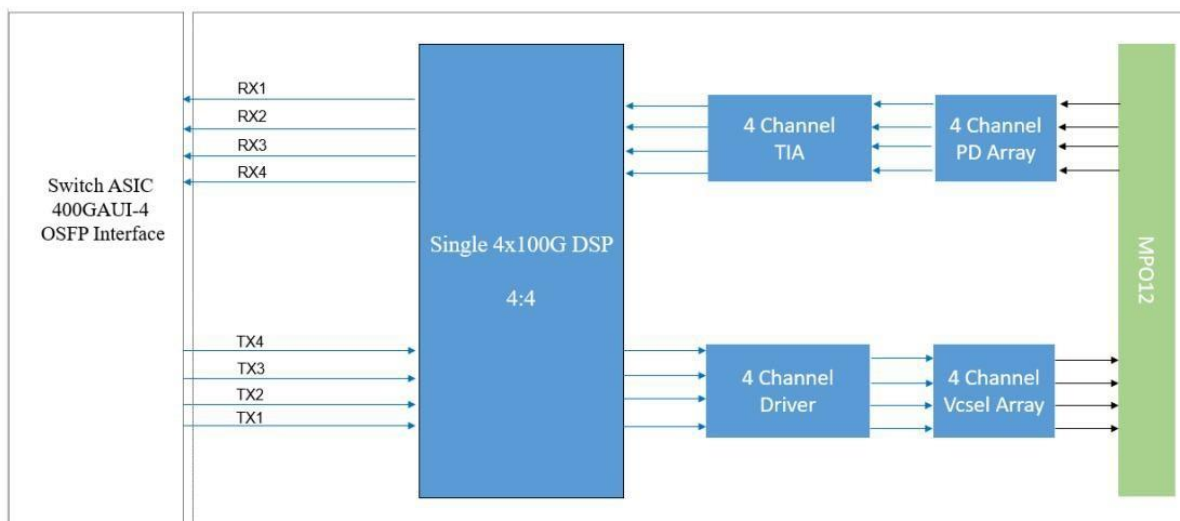 Switch ASIC
400GAUI-4
OSFP Interface
RX1
RX2
RX3
RX4
TX4
TX3
TX2
TX1
Single 4x100G DSP
4:4
4 Channel
TIA
4 Channel
PD Array
4 Channel
Driver
4 Channel
Vcsel Array
MPO12